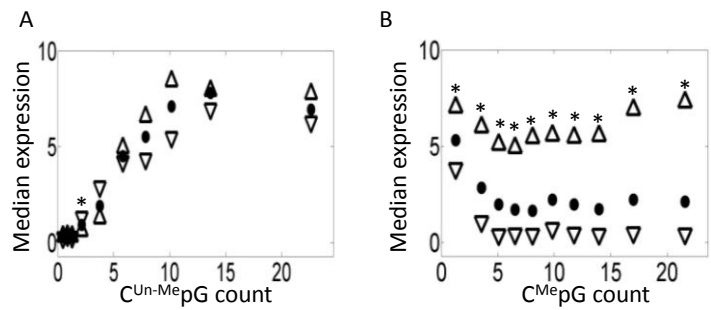 A
B
10
5
0
Median expression
*
0 5 10 15 20
C^Un-Me pG count
10
5
0
Median expression
* * * * * * * * * *
0 5 10 15 20
C^Me pG count